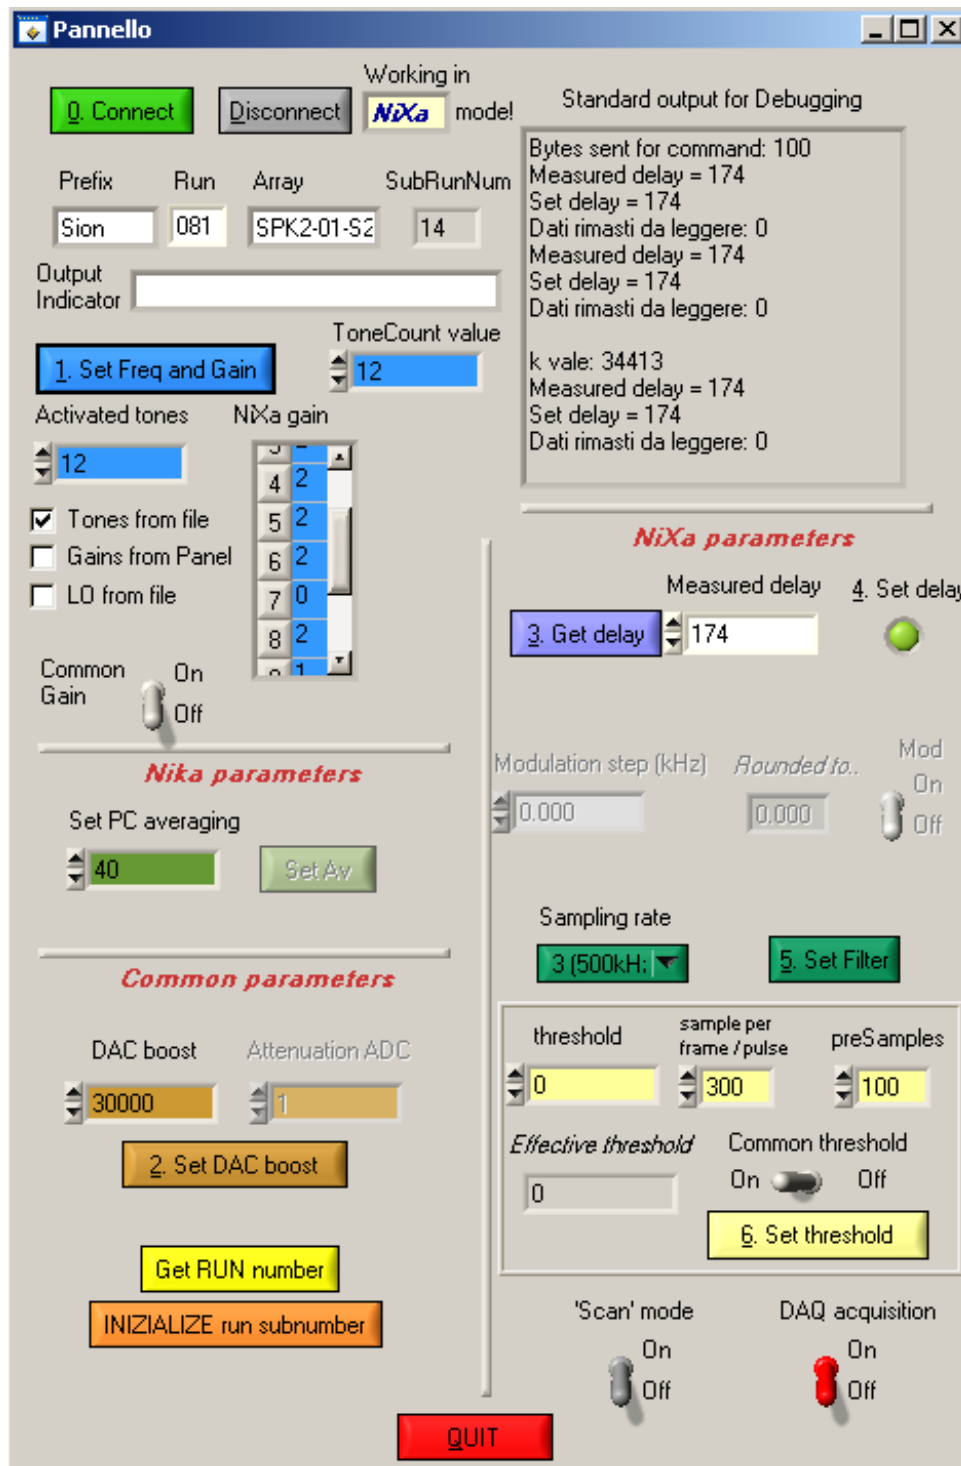 Pannello
Working in
0. Connect
Disconnect
NiXa
mode!
Standard output for Debugging
Prefix
Run
Array
SubRunNum
Sion
081
SPK2-01-S2
14
Output
Indicator
Bytes sent for command: 100
Measured delay = 174
Set delay = 174
Dati rimasti da leggere: 0
Measured delay = 174
Set delay = 174
Dati rimasti da leggere: 0
k vale: 34413
Measured delay = 174
Set delay = 174
Dati rimasti da leggere: 0
ToneCount value
1. Set Freq and Gain
12
Activated tones
NiXa gain
12
4 2
5 2
6 2
7 0
8 2
Tones from file
Gains from Panel
LO from file
Common
Gain
On
Off
NiXa parameters
Measured delay
4. Set delay
3. Get delay
174
Nika parameters
Set PC averaging
40
Set Av
Modulation step (kHz)
Rounded to..
Mod
On
Off
0.000
0.000
Sampling rate
3 (500kH:
5. Set Filter
Common parameters
DAC boost
Attenuation ADC
30000
1
2. Set DAC boost
threshold
sample per
frame / pulse
preSamples
0
300
100
Effective threshold
Common threshold
On
Off
0
6. Set threshold
Get RUN number
INIZIALIZE run subnumber
'Scan' mode
On
Off
DAQ acquisition
On
Off
QUIT